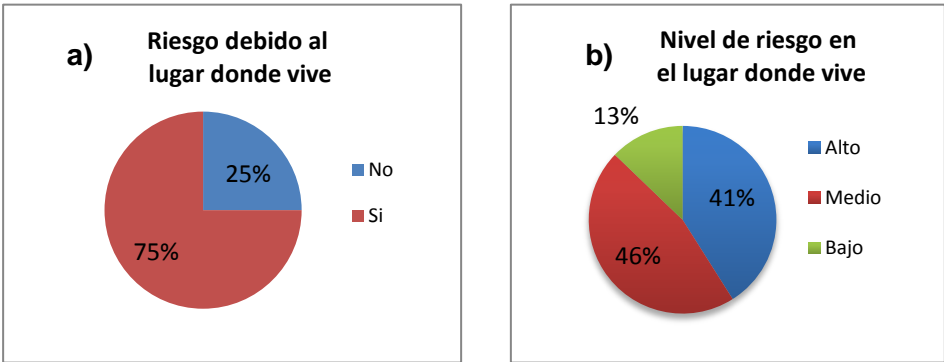 a)
Riesgo debido al
lugar donde vive
25%
75%
No
Si
b)
Nivel de riesgo en
el lugar donde vive
13%
41%
46%
Alto
Medio
Bajo